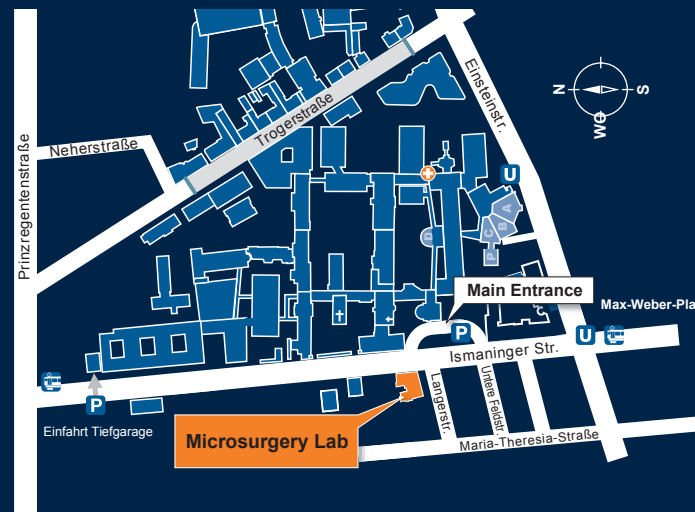 Einsteinstr.
N
S
W
O
Trogerstraße
Neherstraße
Prinzregentenstraße
U
A
B
C
D
P
Main Entrance
P
Max-Weber-Pla
U
Ismaninger Str.
P
Einfahrt Tiefgarage
Microsurgery Lab
Langerstr.
Untere Feldstr.
Maria-Theresia-Straße